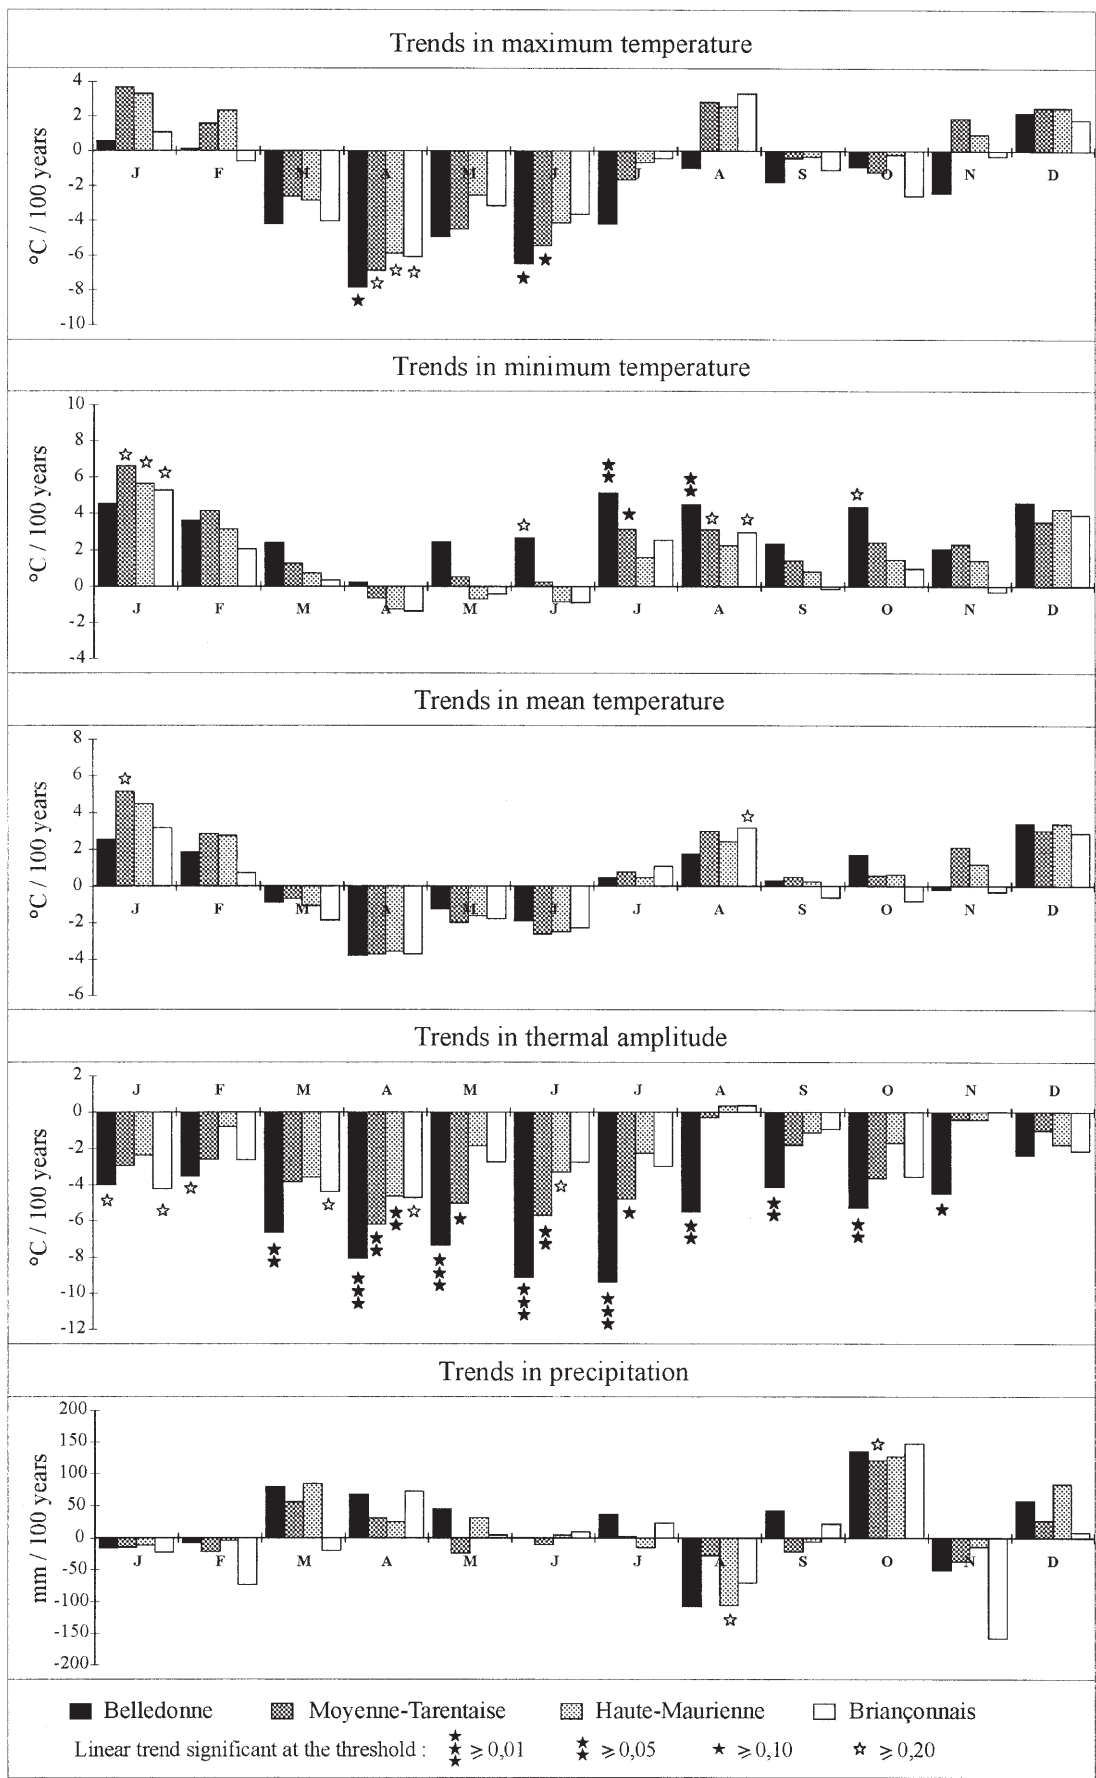 Trends in maximum temperature
4
2
0
-2
-4
-6
-8
-10
°C / 100 years
J F M A M J J A S O N D
Trends in minimum temperature
10
8
6
4
2
0
-2
-4
°C / 100 years
J F M A M J J A S O N D
Trends in mean temperature
8
6
4
2
0
-2
-4
-6
°C / 100 years
J F M A M J J A S O N D
Trends in thermal amplitude
2
0
-2
-4
-6
-8
-10
-12
°C / 100 years
J F M A M J J A S O N D
Trends in precipitation
200
150
100
50
0
-50
-100
-150
-200
mm / 100 years
J F M A M J J A S O N D
Belledonne Moyenne-Tarentaise Haute-Maurienne Briançonnais
Linear trend significant at the threshold : ★★★ ⩾ 0,01 ★★ ⩾ 0,05 ★ ⩾ 0,10 ☆ ⩾ 0,20